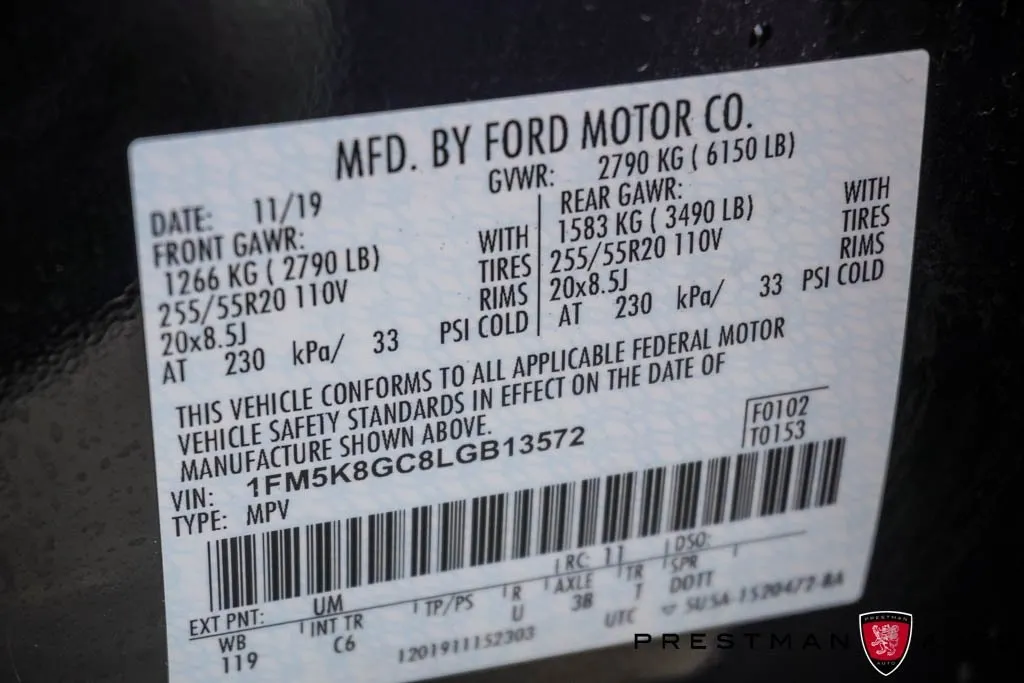 MFD. BY FORD MOTOR CO.
DATE: 11/19 GVWR: 2790 KG ( 6150 LB)
FRONT GAWR: REAR GAWR:
1266 KG ( 2790 LB) WITH 1583 KG ( 3490 LB) WITH
255/55R20 110V TIRES 255/55R20 110V TIRES
20x8.5J RIMS 20x8.5J RIMS
AT 230 kPa/ 33 PSI COLD AT 230 kPa/ 33 PSI COLD
THIS VEHICLE CONFORMS TO ALL APPLICABLE FEDERAL MOTOR
VEHICLE SAFETY STANDARDS IN EFFECT ON THE DATE OF
MANUFACTURE SHOWN ABOVE.
F0102
T0153
VIN: 1FM5K8GC8LGB13572
TYPE: MPV
EXT PNT: UM RC: 11 DSO:
WB INT TR TP/PS R AXLE TR SPR
119 C6 U 3B T DOTT
1201911152303 UTC 5U5A-1520472-BA
PRESTMAN
PRESTMAN
AUTO